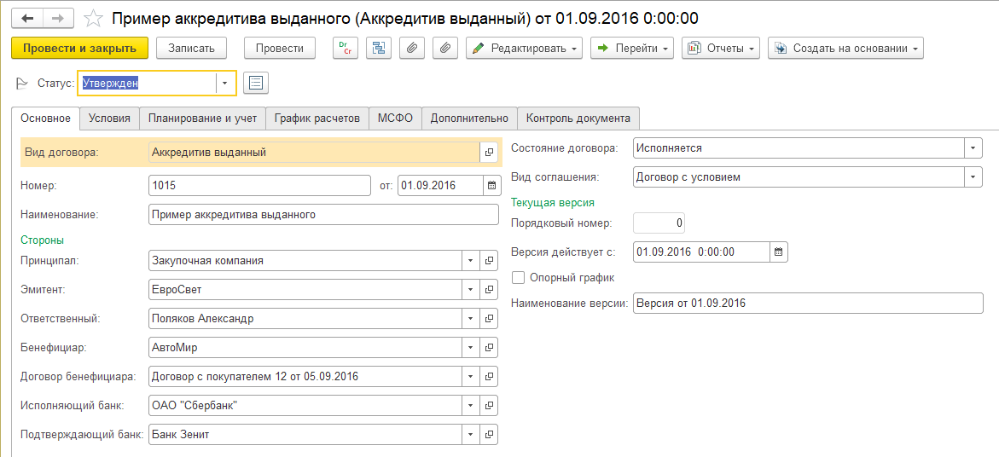 Пример аккредитива выданного (Аккредитив выданный) от 01.09.2016 0:00:00
Провести и закрыть Записать Провести Dr Cr Редактировать Перейти Отчеты Создать на основании
Статус: Утвержден
Основное Условия Планирование и учет График расчетов МСФО Дополнительно Контроль документа
Вид договора: Аккредитив выданный
Номер: 1015 от: 01.09.2016
Наименование: Пример аккредитива выданного
Стороны
Принципал: Закупочная компания
Эмитент: ЕвроСвет
Ответственный: Поляков Александр
Бенефициар: АвтоМир
Договор бенефициара: Договор с покупателем 12 от 05.09.2016
Исполняющий банк: ОАО "Сбербанк"
Подтверждающий банк: Банк Зенит
Состояние договора: Исполняется
Вид соглашения: Договор с условием
Текущая версия
Порядковый номер: 0
Версия действует с: 01.09.2016 0:00:00
Опорный график
Наименование версии: Версия от 01.09.2016